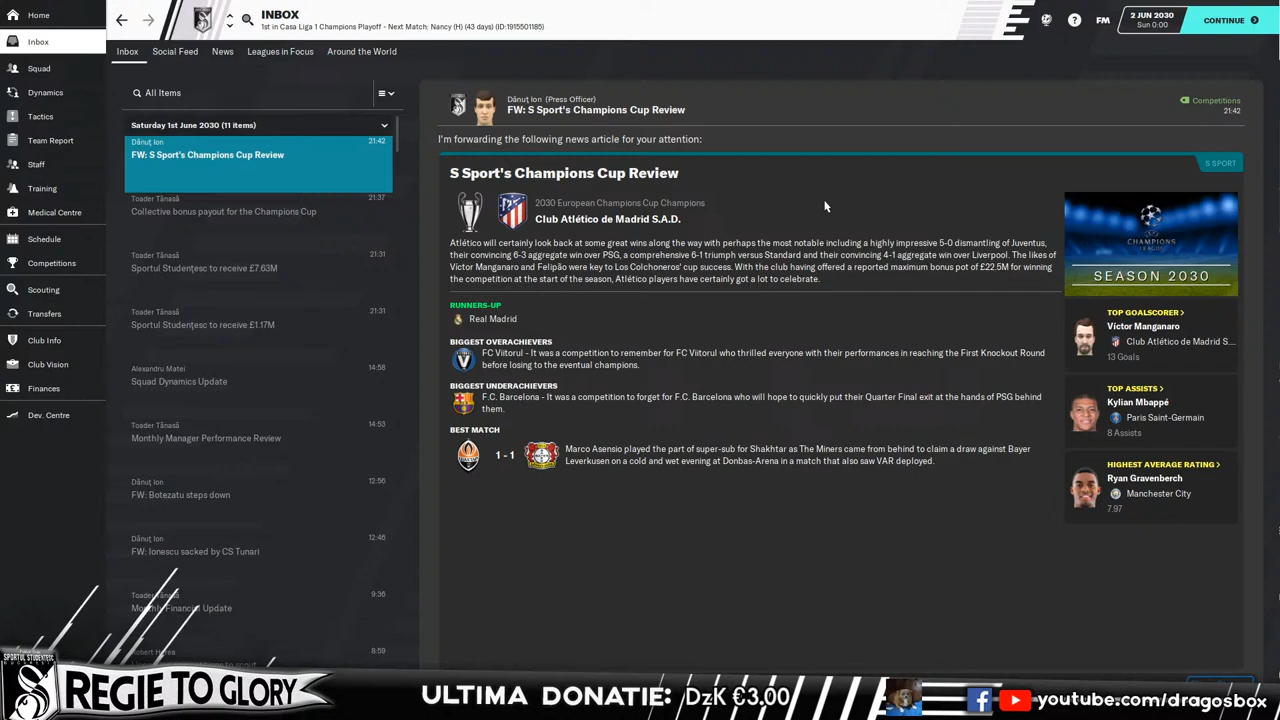 Home
Inbox
Squad
Dynamics
Tactics
Team Report
Staff
Training
Medical Centre
Schedule
Competitions
Scouting
Transfers
Club Info
Club Vision
Finances
Dev. Centre
INBOX
1st in Casa Liga 1 Champions Playoff - Next Match: Nancy (H) (43 days) (ID:1915501185)
FM
2 JUN 2030
Sun 0:00
CONTINUE
Inbox
Social Feed
News
Leagues in Focus
Around the World
All Items
Saturday 1st June 2030 (11 items)
Dănuț Ion
21:42
FW: S Sport's Champions Cup Review
Toader Tănasă
21:37
Collective bonus payout for the Champions Cup
Toader Tănasă
21:31
Sportul Studențesc to receive £7.63M
Toader Tănasă
21:31
Sportul Studențesc to receive £1.17M
Alexandru Matei
14:58
Squad Dynamics Update
Toader Tănasă
14:53
Monthly Manager Performance Review
Dănuț Ion
12:56
FW: Botezatu steps down
Dănuț Ion
12:46
FW: Ionescu sacked by CS Tunari
Toader Tănasă
9:36
Monthly Financial Update
8:59
Dănuț Ion (Press Officer)
FW: S Sport's Champions Cup Review
Competitions
21:42
I'm forwarding the following news article for your attention:
S SPORT
S Sport's Champions Cup Review
2030 European Champions Cup Champions
Club Atlético de Madrid S.A.D.
Atlético will certainly look back at some great wins along the way with perhaps the most notable including a highly impressive 5-0 dismantling of Juventus,
their convincing 6-3 aggregate win over PSG, a comprehensive 6-1 triumph versus Standard and their convincing 4-1 aggregate win over Liverpool. The likes of
Víctor Manganaro and Felipão were key to Los Colchoneros' cup success. With the club having offered a reported maximum bonus pot of £22.5M for winning
the competition at the start of the season, Atlético players have certainly got a lot to celebrate.
RUNNERS-UP
Real Madrid
BIGGEST OVERACHIEVERS
FC Viitorul - It was a competition to remember for FC Viitorul who thrilled everyone with their performances in reaching the First Knockout Round
before losing to the eventual champions.
BIGGEST UNDERACHIEVERS
F.C. Barcelona - It was a competition to forget for F.C. Barcelona who will hope to quickly put their Quarter Final exit at the hands of PSG behind
them.
BEST MATCH
1 - 1
Marco Asensio played the part of super-sub for Shakhtar as The Miners came from behind to claim a draw against Bayer
Leverkusen on a cold and wet evening at Donbas-Arena in a match that also saw VAR deployed.
CHAMPIONS
LEAGUE
SEASON 2030
TOP GOALSCORER
Víctor Manganaro
Club Atlético de Madrid S...
13 Goals
TOP ASSISTS
Kylian Mbappé
Paris Saint-Germain
8 Assists
HIGHEST AVERAGE RATING
Ryan Gravenberch
Manchester City
7.97
SPORTUL STUDENTESC
REGIE TO GLORY
ULTIMA DONATIE: DzK €3.00
youtube.com/dragosbox